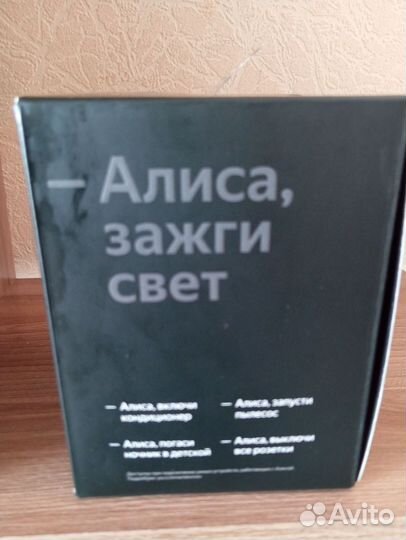 — Алиса,
зажги
свет
— Алиса, включи
кондиционер
— Алиса, запусти
пылесос
— Алиса, погаси
ночник в детской
— Алиса, выключи
все розетки
Avito